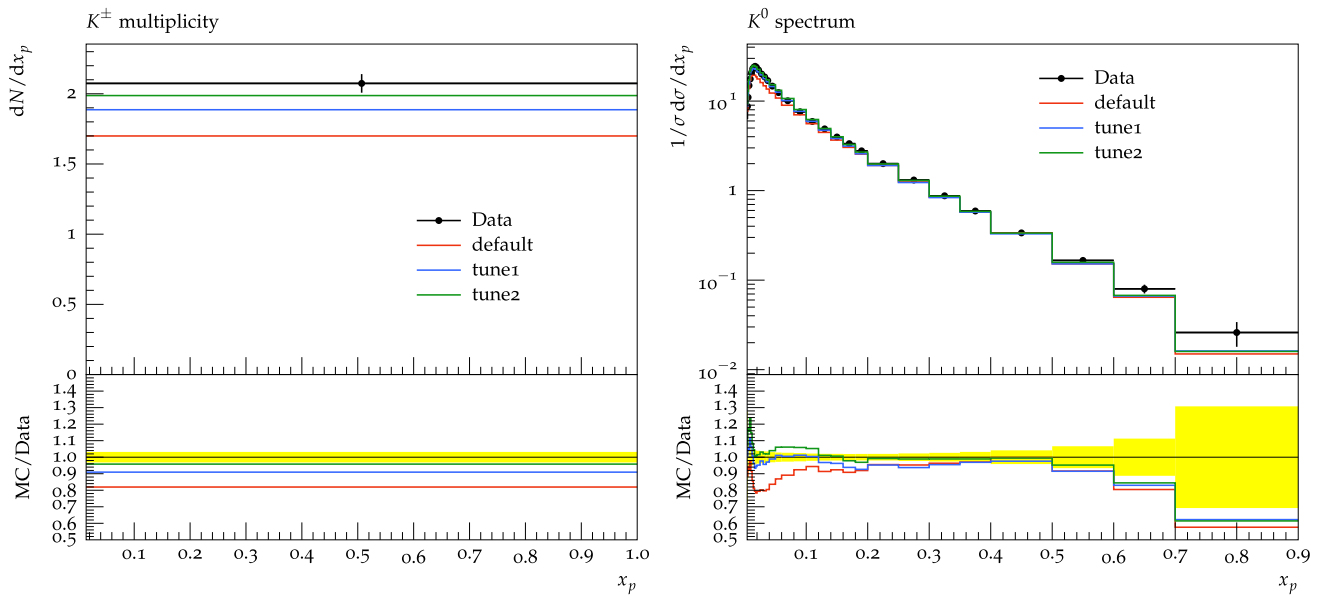 K± multiplicity
dN/dx_p
2
1.5
1
0.5
0
Data
default
tune1
tune2
MC/Data
1.4
1.3
1.2
1.1
1.0
0.9
0.8
0.7
0.6
0.5
0.1 0.2 0.3 0.4 0.5 0.6 0.7 0.8 0.9 1.0
x_p
K⁰ spectrum
1/σ dσ/dx_p
10¹
1
10⁻¹
10⁻²
Data
default
tune1
tune2
MC/Data
1.4
1.3
1.2
1.1
1.0
0.9
0.8
0.7
0.6
0.5
0.1 0.2 0.3 0.4 0.5 0.6 0.7 0.8 0.9
x_p